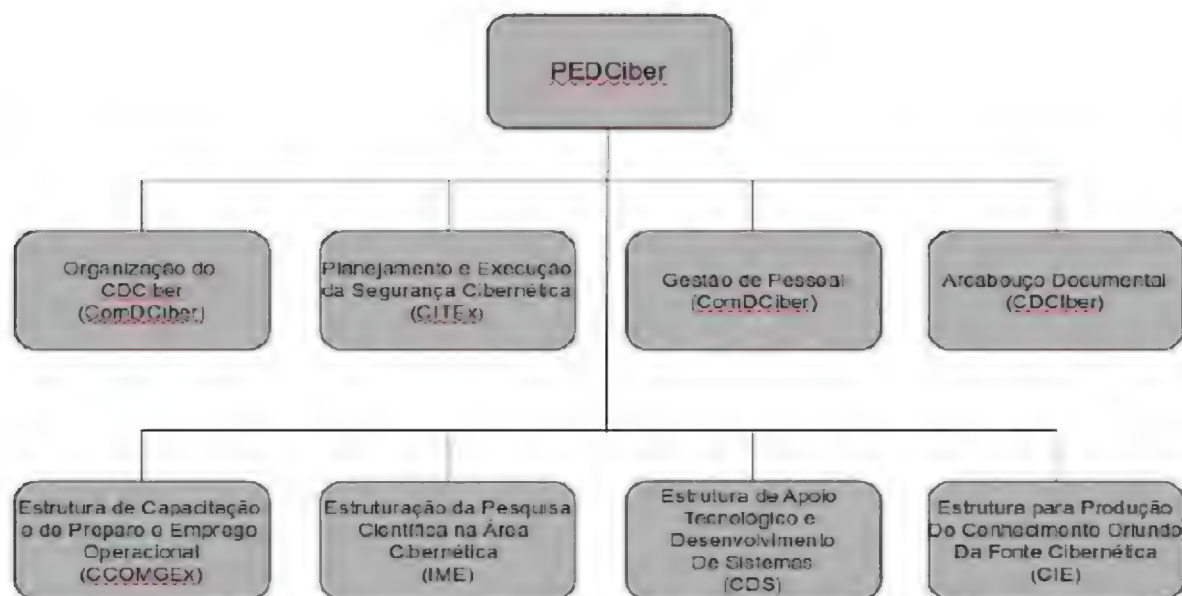 PEDCiber
Organização do
CDCiber
(ComDCiber)
Planejamento e Execução
da Segurança Cibernética
(CITEx)
Gestão de Pessoal
(ComDCiber)
Arcabouço Documental
(CDCiber)
Estrutura de Capacitação
e do Preparo e Emprego
Operacional
(CCOMGEx)
Estruturação da Pesquisa
Científica na Área
Cibernética
(IME)
Estrutura de Apoio
Tecnológico e
Desenvolvimento
De Sistemas
(CDS)
Estrutura para Produção
Do Conhecimento Oriundo
Da Fonte Cibernética
(CIE)